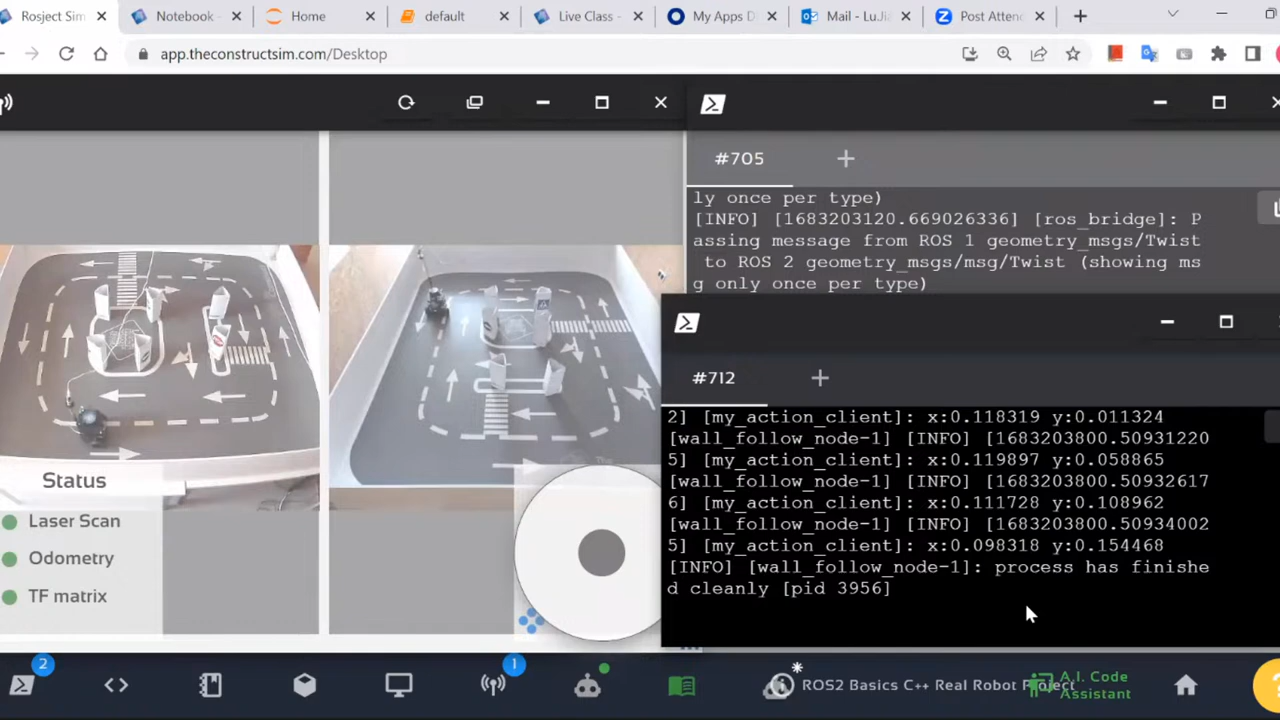 Rosject Sim
Notebook -
Home
default
Live Class -
My Apps D
Mail - LuJia
Post Atten
app.theconstructsim.com/Desktop
#705
ly once per type)
[INFO] [1683203120.669026336] [ros_bridge]: P
assing message from ROS 1 geometry_msgs/Twist
to ROS 2 geometry_msgs/msg/Twist (showing ms
g only once per type)
#712
2] [my_action_client]: x:0.118319 y:0.011324
[wall_follow_node-1] [INFO] [1683203800.50931220
5] [my_action_client]: x:0.119897 y:0.058865
[wall_follow_node-1] [INFO] [1683203800.50932617
6] [my_action_client]: x:0.111728 y:0.108962
[wall_follow_node-1] [INFO] [1683203800.50934002
5] [my_action_client]: x:0.098318 y:0.154468
[INFO] [wall_follow_node-1]: process has finishe
d cleanly [pid 3956]
Status
Laser Scan
Odometry
TF matrix
2
1
ROS2 Basics C++ Real Robot Project
A.I. Code
Assistant